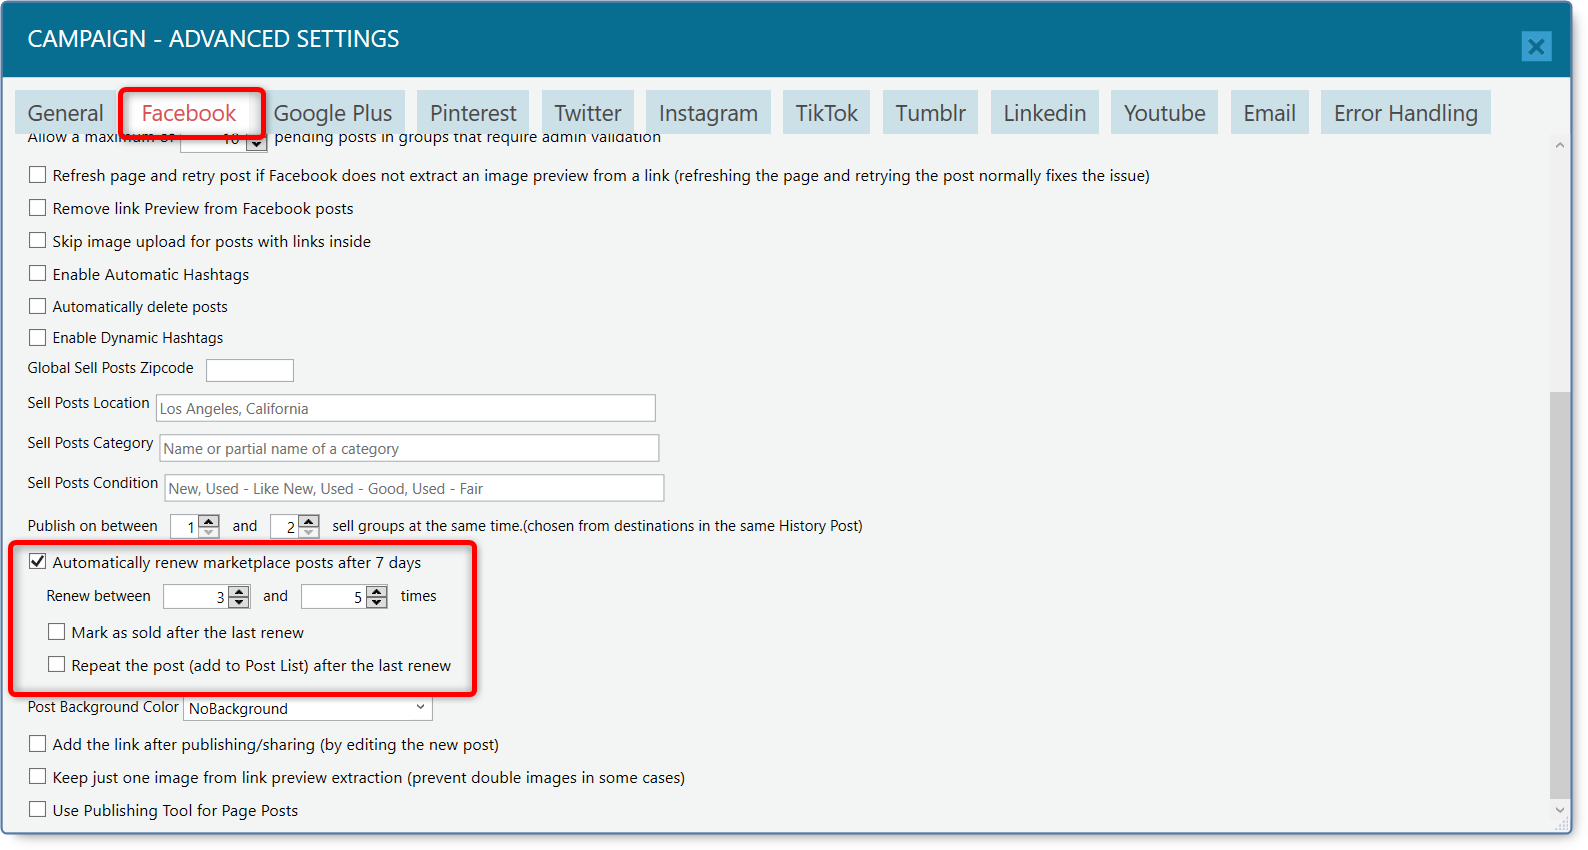 CAMPAIGN - ADVANCED SETTINGS
General Facebook Google Plus Pinterest Twitter Instagram TikTok Tumblr Linkedin Youtube Email Error Handling
Allow a maximum of 10 pending posts in groups that require admin validation
Refresh page and retry post if Facebook does not extract an image preview from a link (refreshing the page and retrying the post normally fixes the issue)
Remove link Preview from Facebook posts
Skip image upload for posts with links inside
Enable Automatic Hashtags
Automatically delete posts
Enable Dynamic Hashtags
Global Sell Posts Zipcode
Sell Posts Location Los Angeles, California
Sell Posts Category Name or partial name of a category
Sell Posts Condition New, Used - Like New, Used - Good, Used - Fair
Publish on between 1 and 2 sell groups at the same time.(chosen from destinations in the same History Post)
Automatically renew marketplace posts after 7 days
Renew between 3 and 5 times
Mark as sold after the last renew
Repeat the post (add to Post List) after the last renew
Post Background Color NoBackground
Add the link after publishing/sharing (by editing the new post)
Keep just one image from link preview extraction (prevent double images in some cases)
Use Publishing Tool for Page Posts